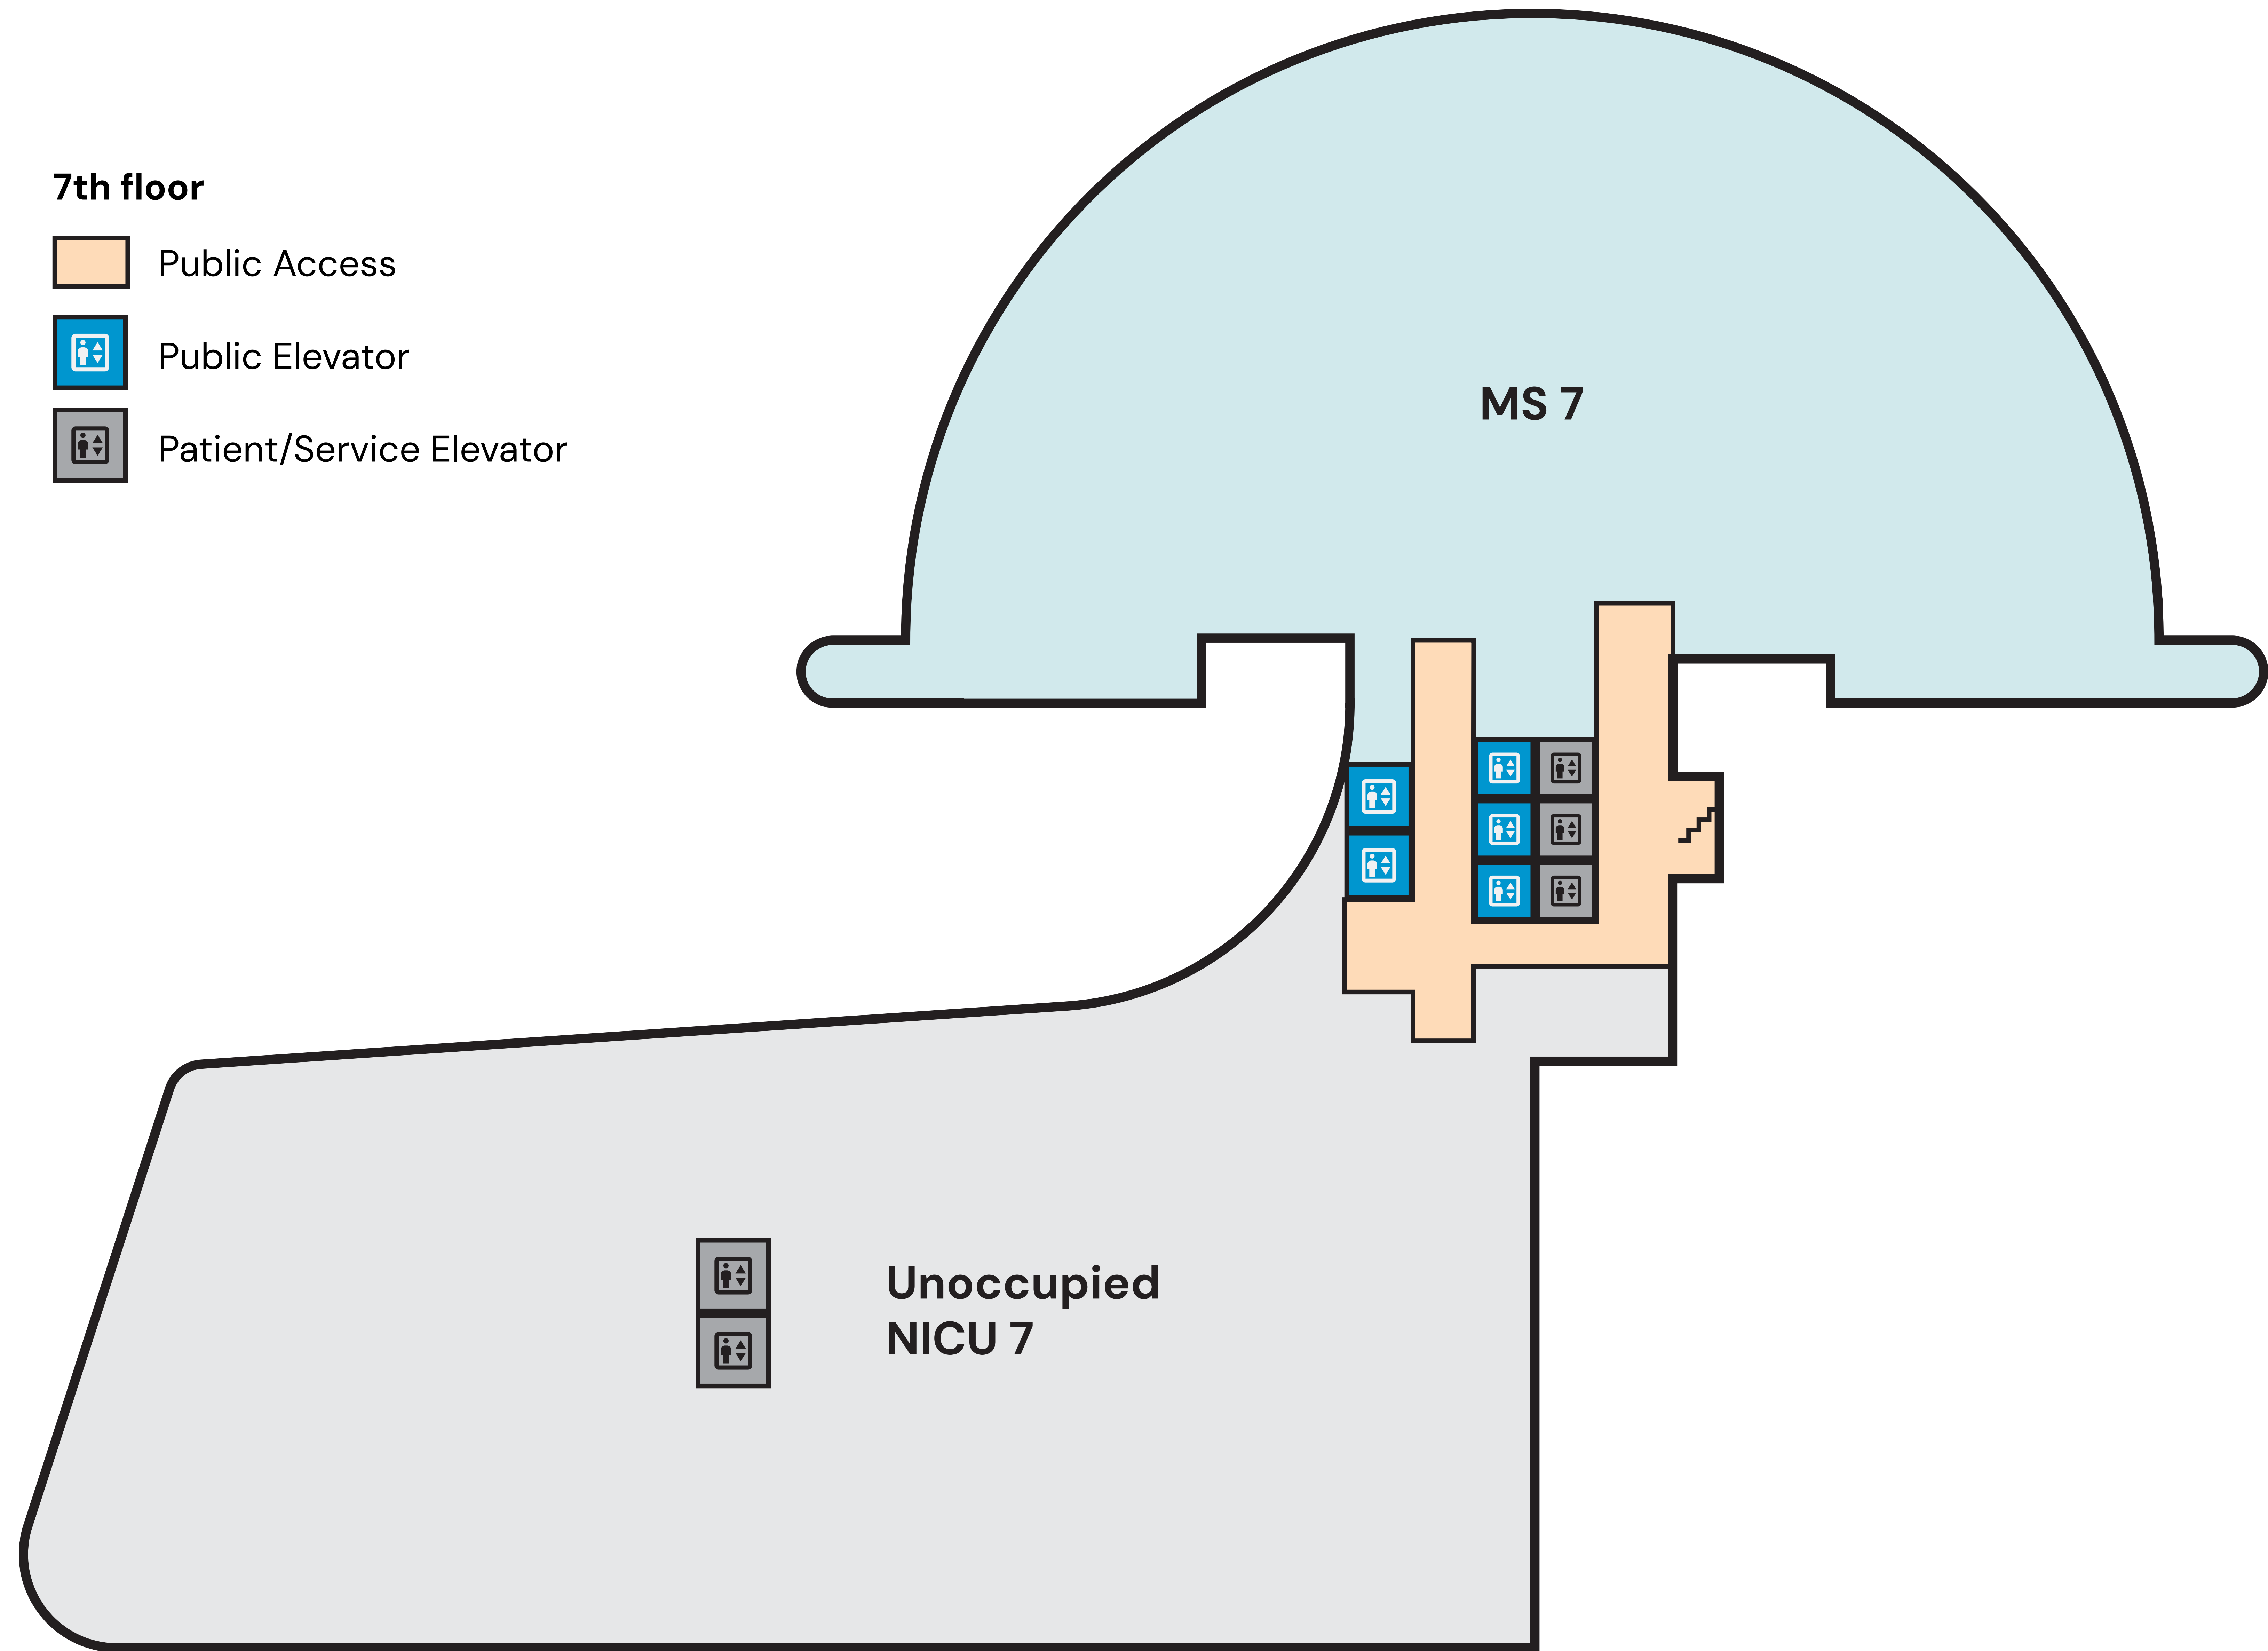 7th floor
Public Access
Public Elevator
Patient/Service Elevator
MS 7
Unoccupied
NICU 7